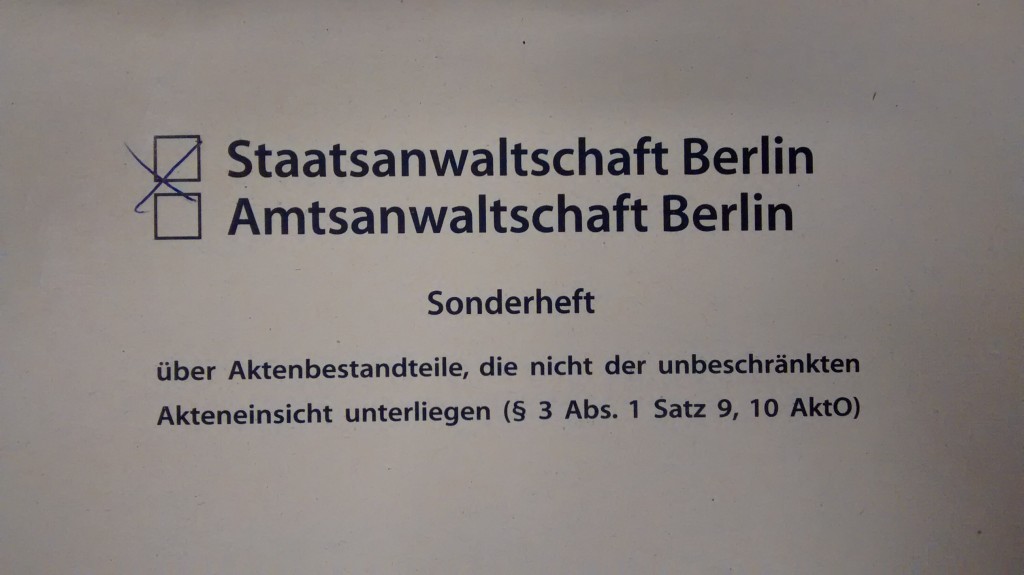 Staatsanwaltschaft Berlin
Amtsanwaltschaft Berlin
Sonderheft
über Aktenbestandteile, die nicht der unbeschränkten
Akteneinsicht unterliegen (§ 3 Abs. 1 Satz 9, 10 AktO)